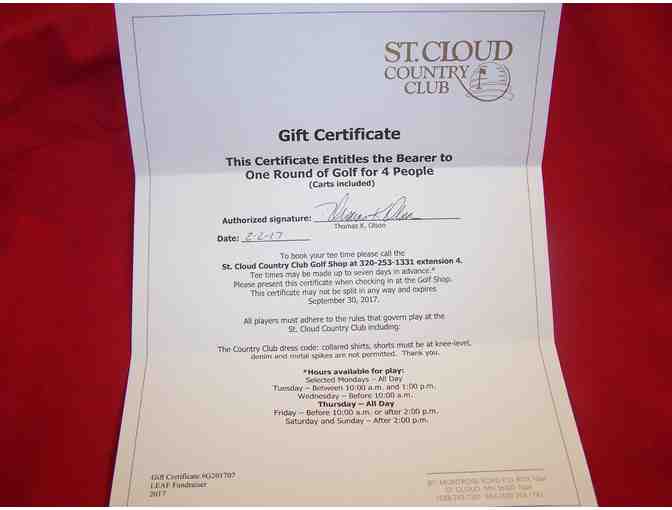 ST. CLOUD
COUNTRY
CLUB
Gift Certificate
This Certificate Entitles the Bearer to
One Round of Golf for 4 People
(Carts included)
Authorized signature:
Thomas K. Olson
Date: 2-2-17
To book your tee time please call the
St. Cloud Country Club Golf Shop at 320-253-1331 extension 4.
Tee times may be made up to seven days in advance.*
Please present this certificate when checking in at the Golf Shop.
This certificate may not be split in any way and expires
September 30, 2017.
All players must adhere to the rules that govern play at the
St. Cloud Country Club including:
The Country Club dress code: collared shirts, shorts must be at knee-level,
denim and metal spikes are not permitted. Thank you.
*Hours available for play:
Selected Mondays – All Day
Tuesday – Between 10:00 a.m. and 1:00 p.m.
Wednesday – Before 10:00 a.m.
Thursday – All Day
Friday – Before 10:00 a.m. or after 2:00 p.m.
Saturday and Sunday – After 2:00 p.m.
Gift Certificate #G201707
LEAF Fundraiser
2017
MONTROSE ROAD P.O. BOX
ST. CLOUD, MN